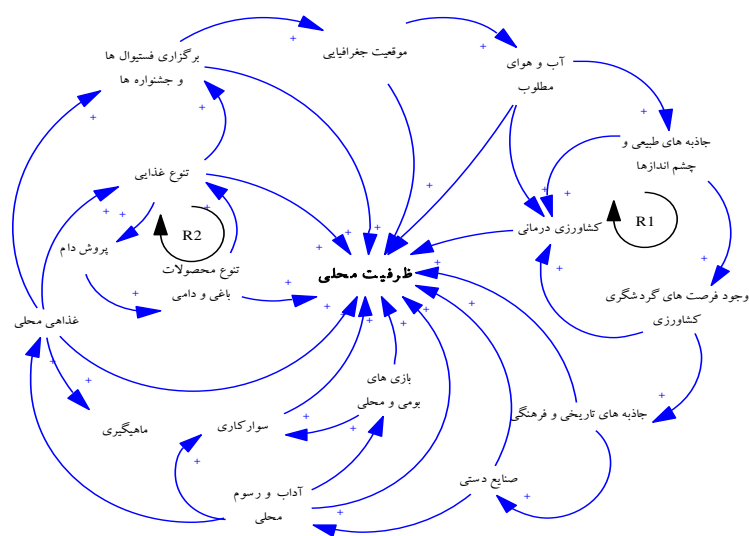 برگزاری فستیوال ها
و جشنواره ها
موقعیت جغرافیایی
آب و هوای
مطلوب
جاذبه های طبیعی و
چشم اندازها
تنوع غذایی
R2
پروش دام
تنوع محصولات
باغی و دامی
ظرفیت محلی
کشاورزی درمانی
R1
وجود فرصت های گردشگری
کشاورزی
غذاهی محلی
ماهیگیری
سوارکاری
بازی های
بومی و محلی
جاذبه های تاریخی و فرهنگی
صنایع دستی
آداب و رسوم
محلی